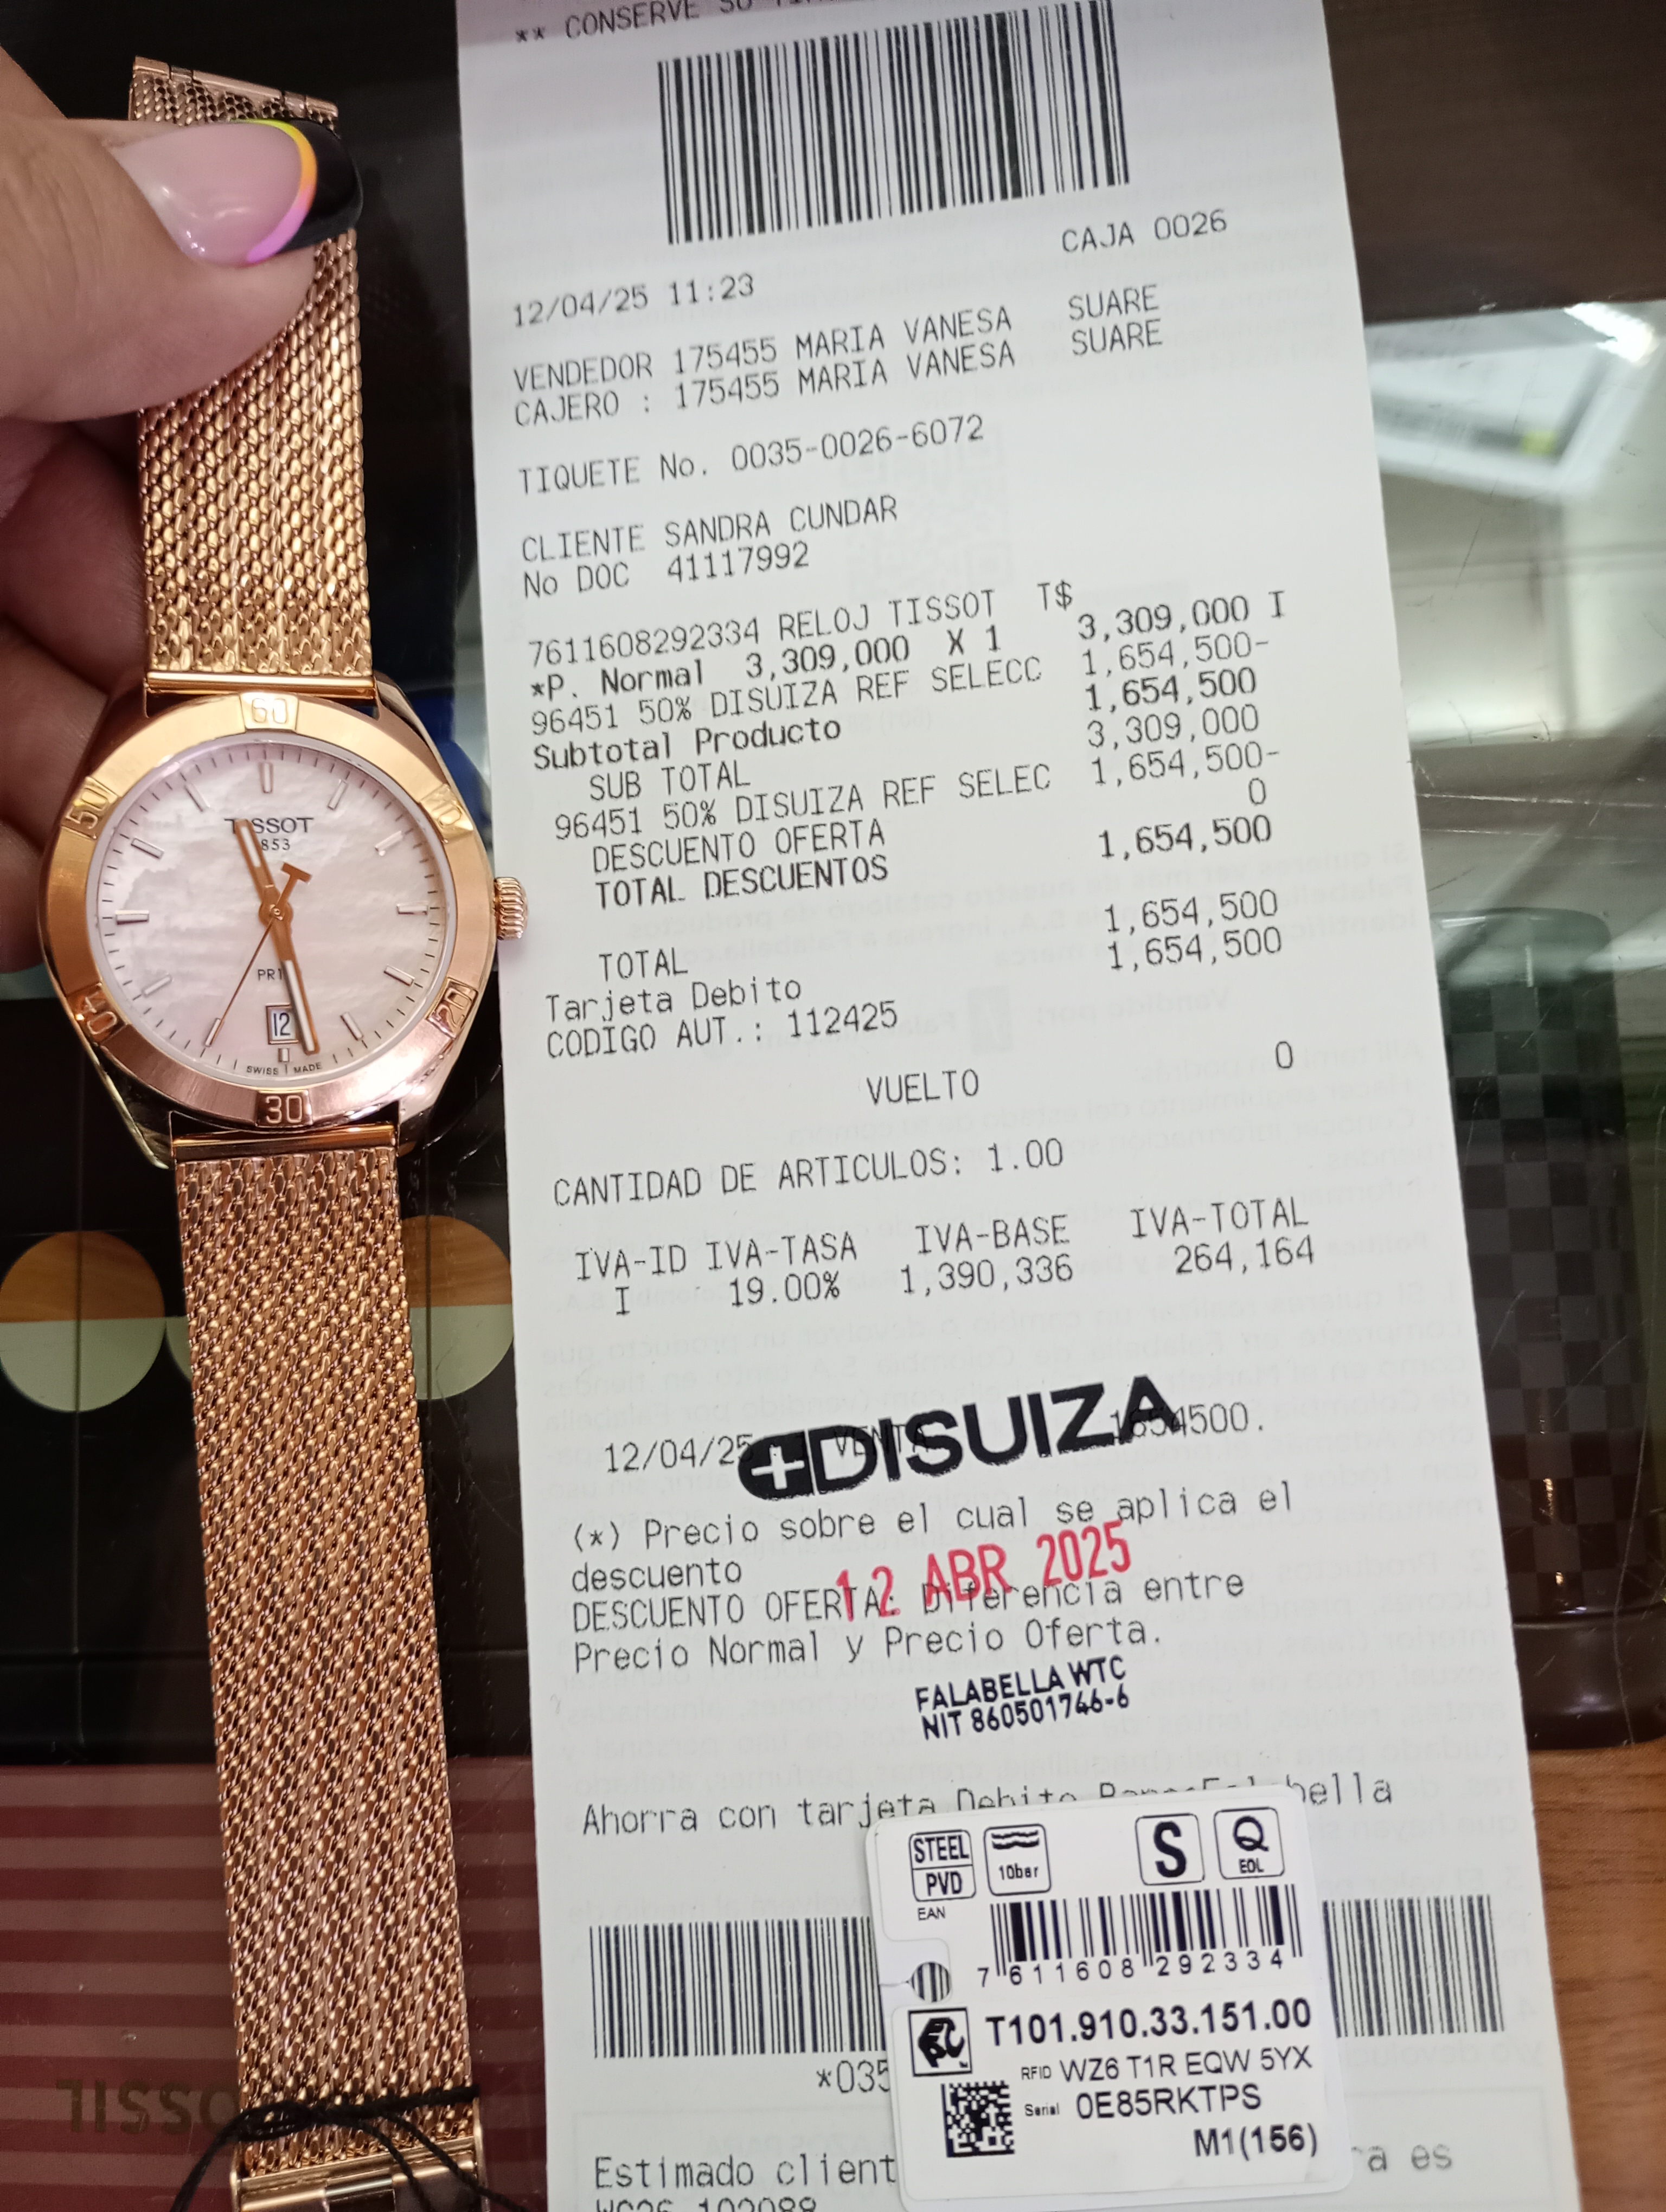 ** CONSERVE SU
CAJA 0026
12/04/25 11:23
VENDEDOR 175455 MARIA VANESA SUARE
CAJERO : 175455 MARIA VANESA SUARE
TIQUETE No. 0035-0026-6072
CLIENTE SANDRA CUNDAR
No DOC 41117992
7611608292334 RELOJ TISSOT T$ 3,309,000 I
*P. Normal 3,309,000 X 1
96451 50% DISUIZA REF SELECC 1,654,500-
Subtotal Producto 1,654,500
SUB TOTAL 3,309,000
96451 50% DISUIZA REF SELEC 1,654,500-
DESCUENTO OFERTA 0
TOTAL DESCUENTOS 1,654,500
TOTAL 1,654,500
Tarjeta Debito 1,654,500
CODIGO AUT.: 112425
VUELTO 0
CANTIDAD DE ARTICULOS: 1.00
IVA-ID IVA-TASA IVA-BASE IVA-TOTAL
I 19.00% 1,390,336 264,164
12/04/25 VENTA 1654500.
DISUIZA
(*) Precio sobre el cual se aplica el
descuento
12 ABR 2025
DESCUENTO OFERTA: Diferencia entre
Precio Normal y Precio Oferta.
FALABELLA WTC
NIT 860501746-6
Ahorra con tarjeta Debito
STEEL
PVD
10bar
S
Q
EOL
EAN
7 611608 292334
T101.910.33.151.00
RFID WZ6 T1R EQW 5YX
Serial 0E85RKTPS
M1(156)
*035
Estimado client
ra es
60
50
TISSOT
1853
PR1
12
SWISS MADE
20
30